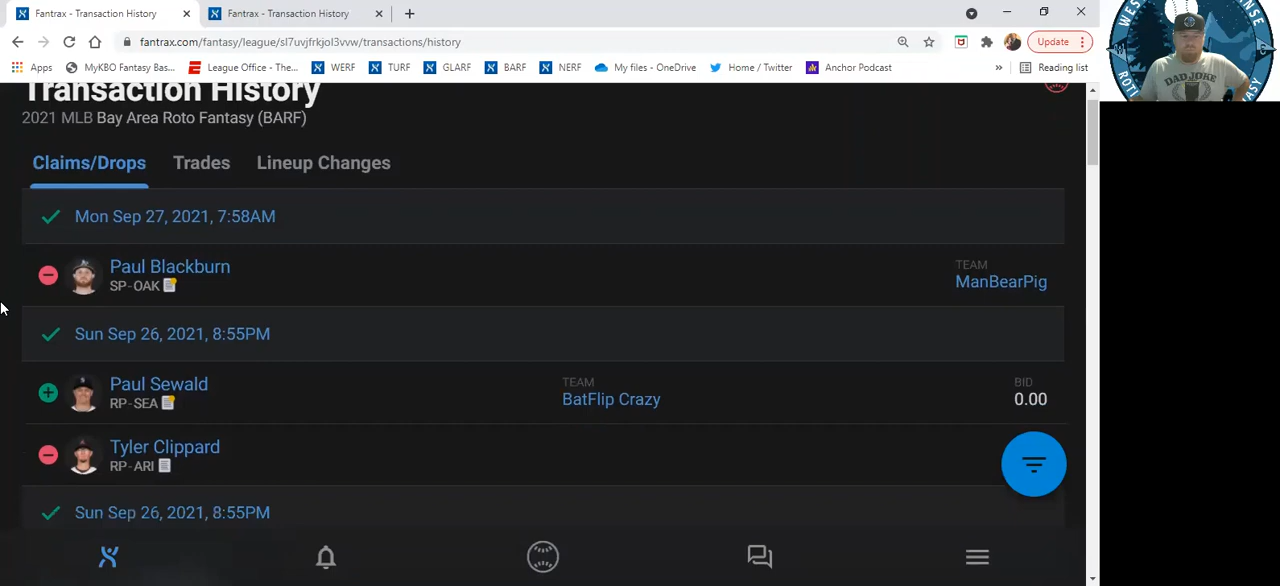 Fantrax - Transaction History
Fantrax - Transaction History
fantrax.com/fantasy/league/sl7uvjfrkjol3vvw/transactions/history
Update
Apps
MyKBO Fantasy Bas...
League Office - The...
WERF
TURF
GLARF
BARF
NERF
My files - OneDrive
Home / Twitter
Anchor Podcast
»
Reading list
Transaction History
2021 MLB Bay Area Roto Fantasy (BARF)
Claims/Drops Trades Lineup Changes
Mon Sep 27, 2021, 7:58AM
Paul Blackburn
SP-OAK
TEAM
ManBearPig
Sun Sep 26, 2021, 8:55PM
Paul Sewald
RP-SEA
TEAM
BatFlip Crazy
BID
0.00
Tyler Clippard
RP-ARI
Sun Sep 26, 2021, 8:55PM
DAD JOKE